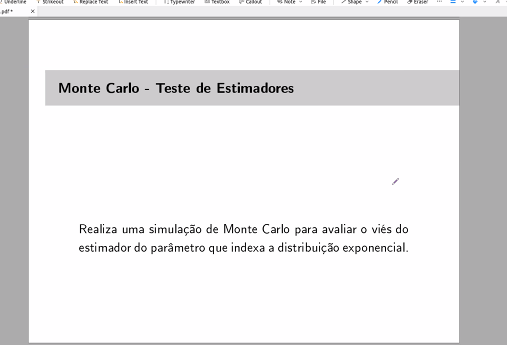 Underline Strikeout Replace Text Insert Text Typewriter Textbox Callout Note File Shape Pencil Eraser
.pdf *
Monte Carlo - Teste de Estimadores
Realiza uma simulação de Monte Carlo para avaliar o viés do
estimador do parâmetro que indexa a distribuição exponencial.